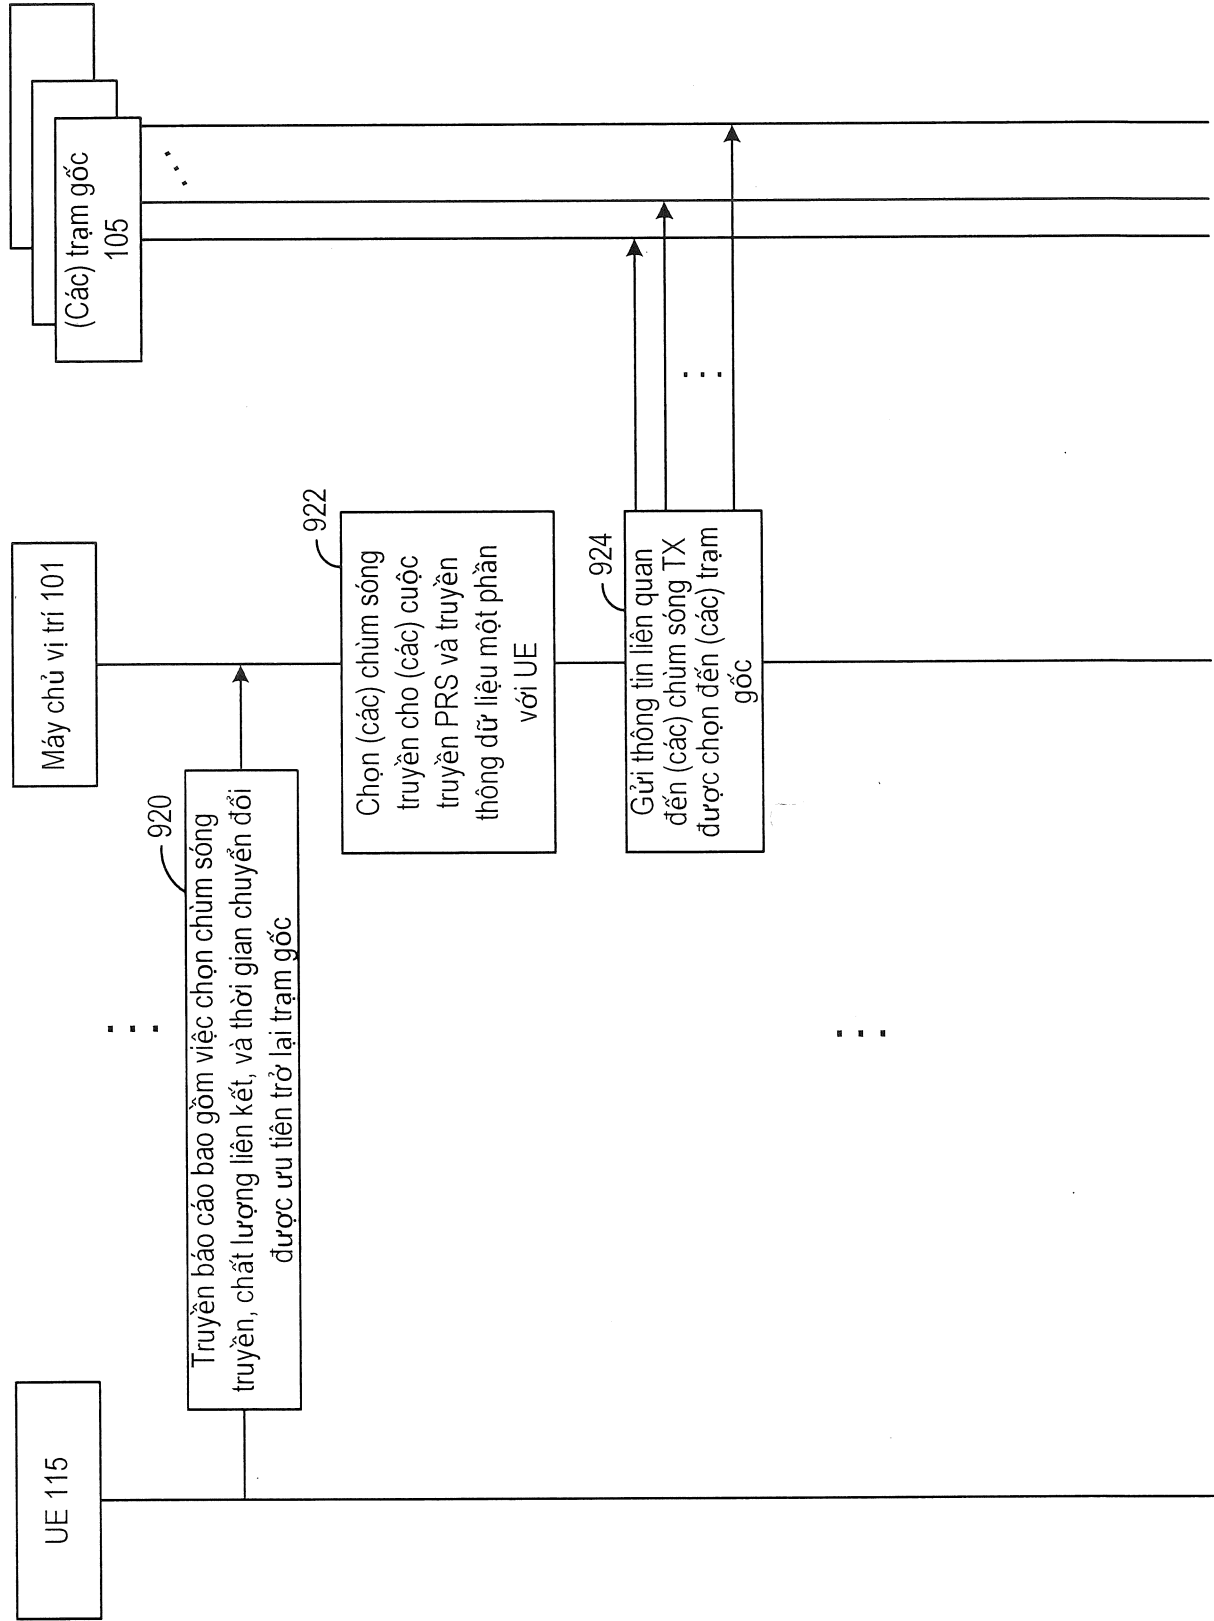 UE 115
Máy chủ vị trí 101
(Các) trạm gốc
105
920
Truyền báo cáo bao gồm việc chọn chùm sóng
truyền, chất lượng liên kết, và thời gian chuyển đổi
được ưu tiên trở lại trạm gốc
922
Chọn (các) chùm sóng
truyền cho (các) cuộc
truyền PRS và truyền
thông dữ liệu một phần
với UE
924
Gửi thông tin liên quan
đến (các) chùm sóng TX
được chọn đến (các) trạm
gốc